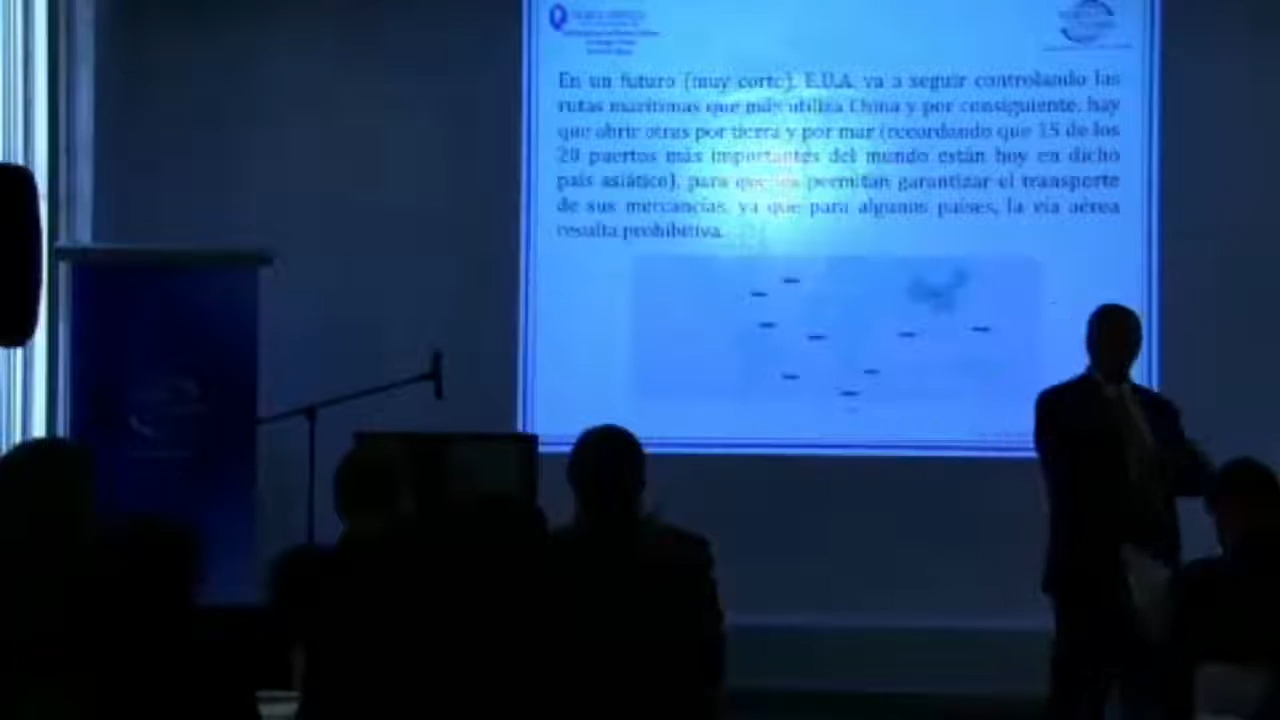 En un futuro (muy corto), E.U.A. va a seguir controlando las
rutas marítimas que más utiliza China y por consiguiente, hay
que abrir otras por tierra y por mar (recordando que 15 de los
20 puertos más importantes del mundo están hoy en dicho
país asiático), para que les permitan garantizar el transporte
de sus mercancías, ya que para algunos países, la vía aérea
resulta prohibitiva.